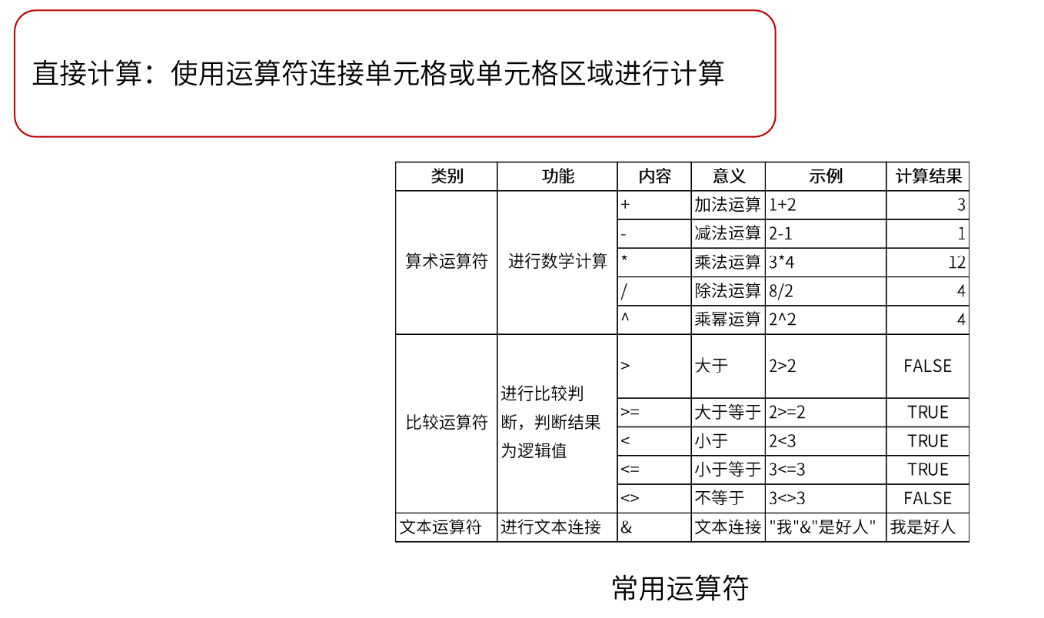 直接计算：使用运算符连接单元格或单元格区域进行计算
类别 功能 内容 意义 示例 计算结果
算术运算符 进行数学计算 + 加法运算 1+2 3
- 减法运算 2-1 1
* 乘法运算 3*4 12
/ 除法运算 8/2 4
^ 乘幂运算 2^2 4
比较运算符 进行比较判断，判断结果为逻辑值 > 大于 2>2 FALSE
>= 大于等于 2>=2 TRUE
< 小于 2<3 TRUE
<= 小于等于 3<=3 TRUE
<> 不等于 3<>3 FALSE
文本运算符 进行文本连接 & 文本连接 "我"&"是好人" 我是好人
常用运算符